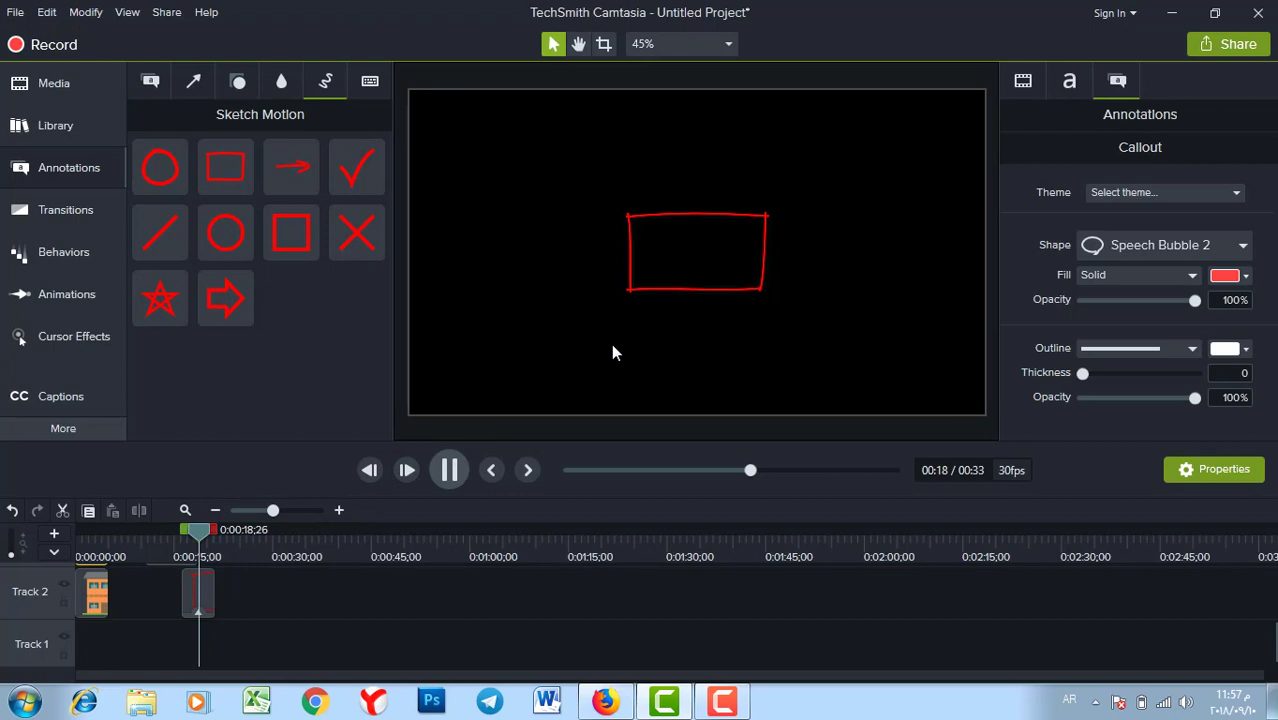 File Edit Modify View Share Help
TechSmith Camtasia - Untitled Project*
Sign In
Record
45%
Share
Media
Library
Annotations
Transitions
Behaviors
Animations
Cursor Effects
CC Captions
More
Sketch Motion
a
Annotations
Callout
Theme Select theme...
Shape Speech Bubble 2
Fill Solid
Opacity 100%
Outline
Thickness 0
Opacity 100%
00:18 / 00:33 30fps
Properties
0:00:18;26
0:00:00;00 0:00:15;00 0:00:30;00 0:00:45;00 0:01:00;00 0:01:15;00 0:01:30;00 0:01:45;00 0:02:00;00 0:02:15;00 0:02:30;00 0:02:45;00
Track 2
Track 1
Ps
W
C
C
AR
11:57 م
٢٠١٨/٠٩/١٠